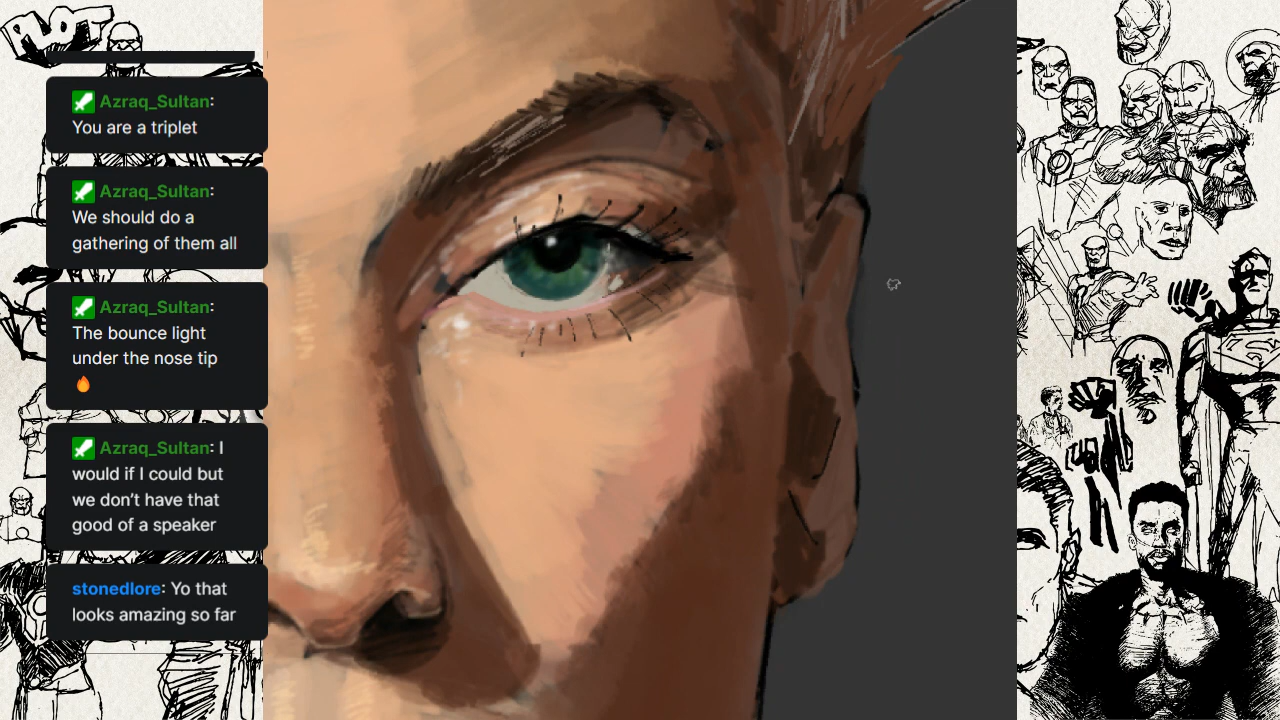 PLOT
Azraq_Sultan:
You are a triplet
Azraq_Sultan:
We should do a
gathering of them all
Azraq_Sultan:
The bounce light
under the nose tip
🔥
Azraq_Sultan: I
would if I could but
we don’t have that
good of a speaker
stonedlore: Yo that
looks amazing so far